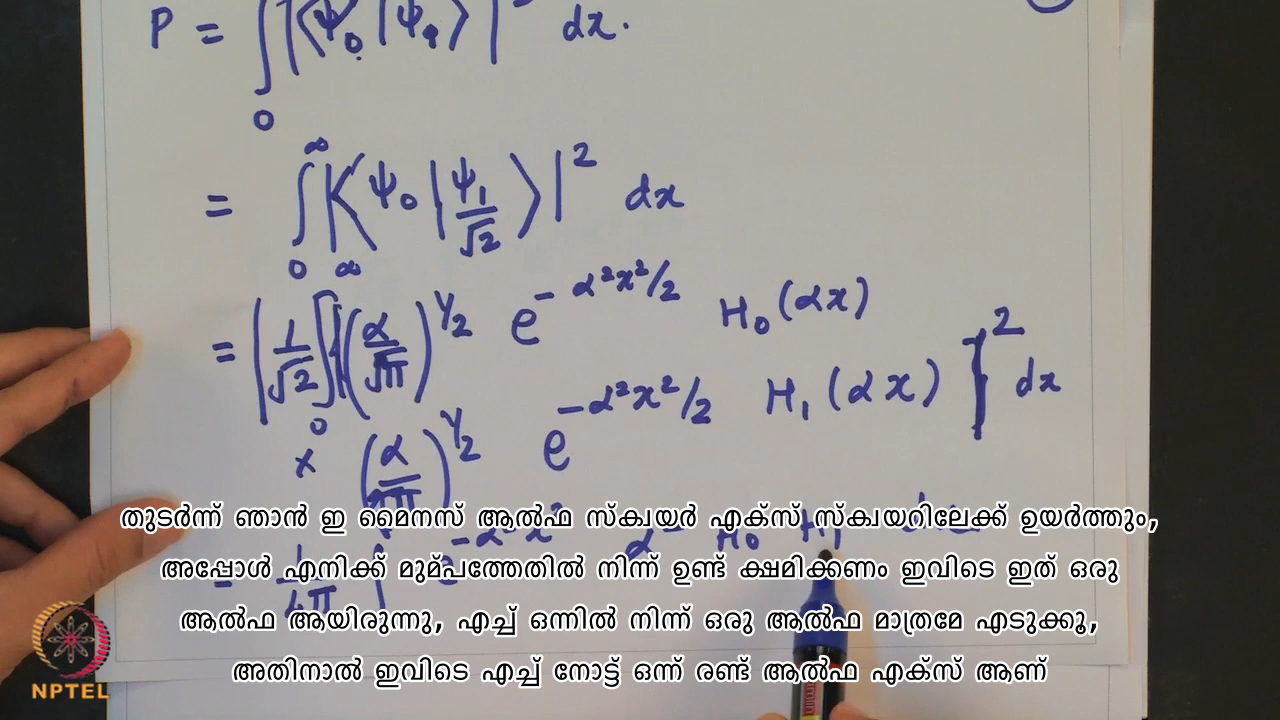 P = ∫₀ |⟨ψ₀|ψ₁⟩|² dx.
= ∫₀^∞ |⟨ψ₀ | ψ₁/√2 ⟩|² dx
= (1/√2 ∫₀^∞ {(α/√π)^{1/2} e^{-α²x²/2} H₀(αx)
× (α/2√π)^{1/2} e^{-α²x²/2} H₁(αx)}² dx
തുടർന്ന് ഞാൻ ഇ മൈനസ് ആൽഫ സ്ക്വയർ എക്സ് സ്ക്വയറിലേക്ക് ഉയർത്തും,
അപ്പോൾ എനിക്ക് മുമ്പത്തേതിൽ നിന്ന് ഉണ്ട് ക്ഷമിക്കണം ഇവിടെ ഇത് ഒരു
ആൽഫ ആയിരുന്നു, എച്ച് ഒന്നിൽ നിന്ന് ഒരു ആൽഫ മാത്രമേ എടുക്കൂ,
അതിനാൽ ഇവിടെ എച്ച് നോട്ട് ഒന്ന് രണ്ട് ആൽഫ എക്സ് ആണ്
NPTEL